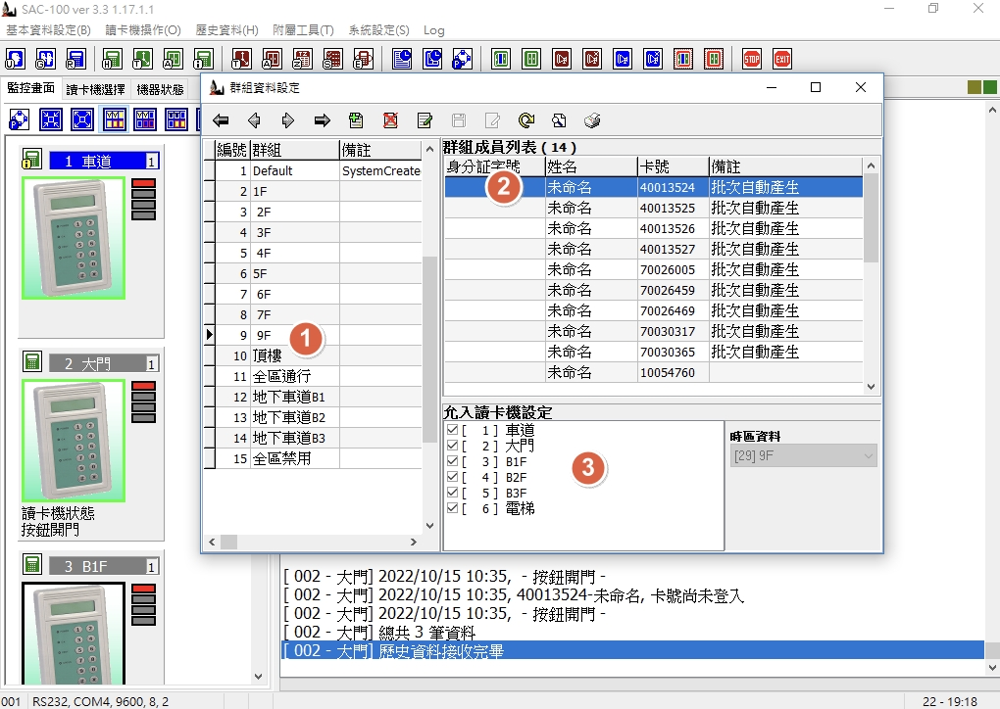 SAC-100 ver 3.3 1.17.1.1
基本資料設定(B) 讀卡機操作(O) 歷史資料(H) 附屬工具(T) 系統設定(S) Log
監控畫面 讀卡機選擇 機器狀態
1 車道 1
2 大門 1
讀卡機狀態
按鈕開門
3 B1F 1
群組資料設定
編號 群組 備註
1 Default SystemCreate
2 1F
3 2F
4 3F
5 4F
6 5F
7 6F
8 7F
9 9F
10 頂樓
11 全區通行
12 地下車道B1
13 地下車道B2
14 地下車道B3
15 全區禁用
1
群組成員列表 ( 14 )
身分証字號 姓名 卡號 備註
未命名 40013524 批次自動產生
未命名 40013525 批次自動產生
未命名 40013526 批次自動產生
未命名 40013527 批次自動產生
未命名 70026005 批次自動產生
未命名 70026459 批次自動產生
未命名 70026469 批次自動產生
未命名 70030317 批次自動產生
未命名 70030365 批次自動產生
未命名 10054760
2
允入讀卡機設定
[ 1 ] 車道
[ 2 ] 大門
[ 3 ] B1F
[ 4 ] B2F
[ 5 ] B3F
[ 6 ] 電梯
3
時區資料
[29] 9F
[ 002 - 大門] 2022/10/15 10:35, - 按鈕開門 -
[ 002 - 大門] 2022/10/15 10:35, 40013524-未命名, 卡號尚未登入
[ 002 - 大門] 2022/10/15 10:35, - 按鈕開門 -
[ 002 - 大門] 總共 3 筆資料
[ 002 - 大門] 歷史資料接收完畢
001 RS232, COM4, 9600, 8, 2
22 - 19:18
STOP EXIT